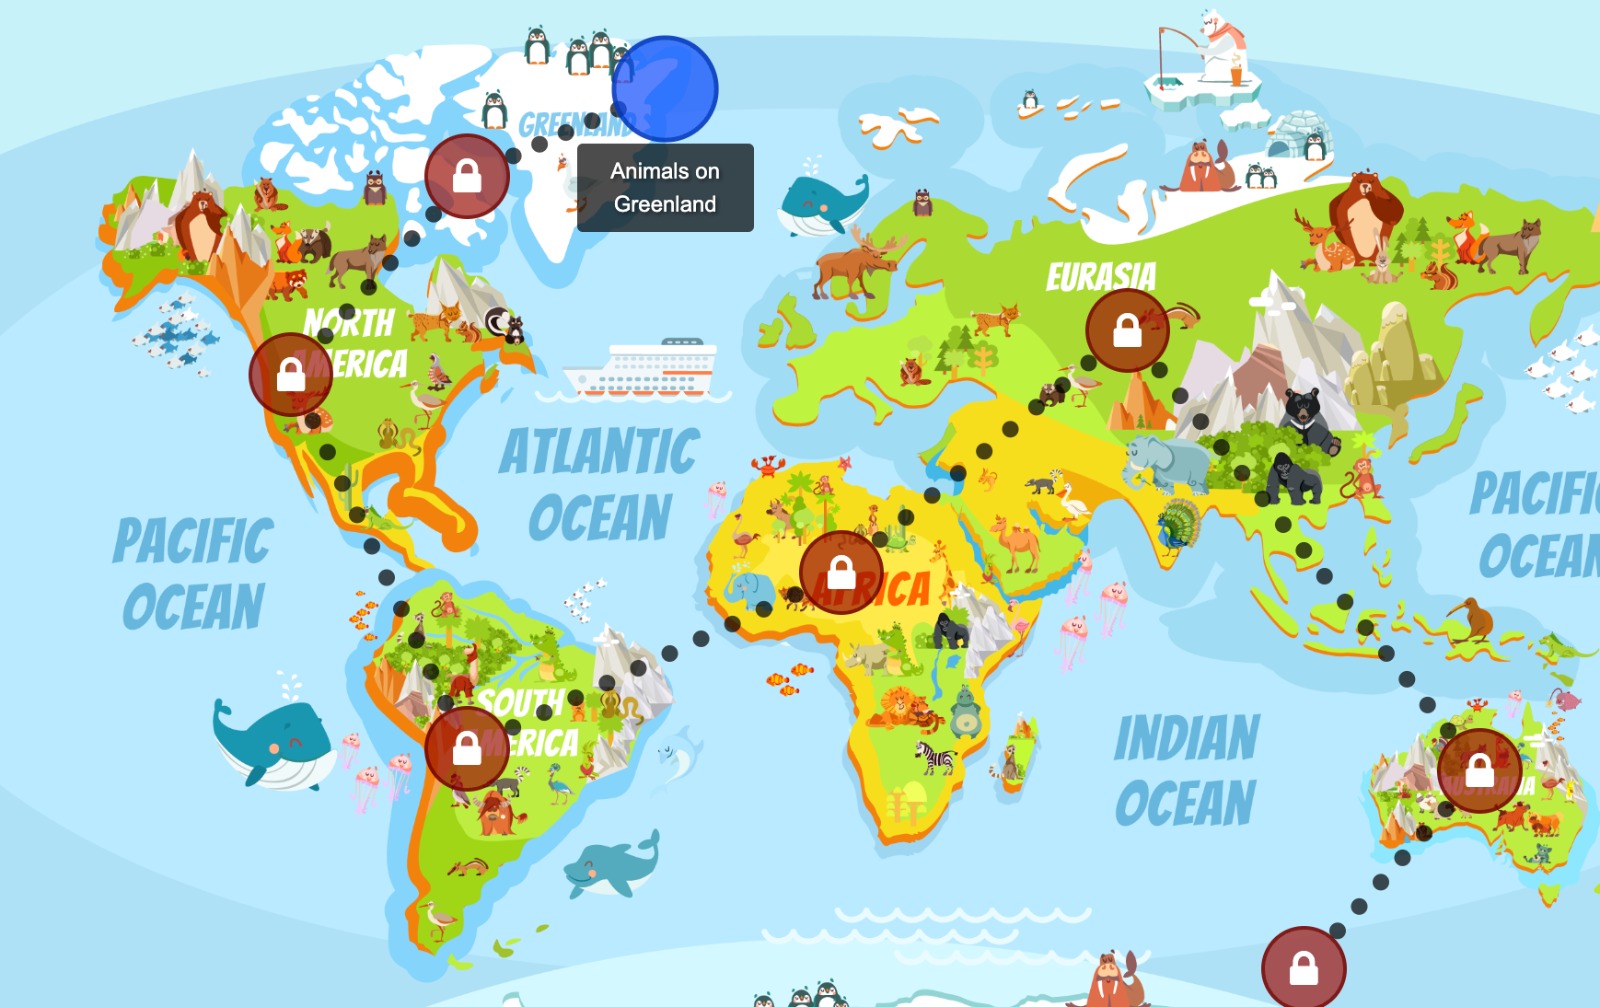 GREENLAND
Animals on
Greenland
EURASIA
NORTH
AMERICA
ATLANTIC
OCEAN
PACIFIC
OCEAN
PACIFIC
OCEAN
AFRICA
SOUTH
AMERICA
INDIAN
OCEAN
AUSTRALIA